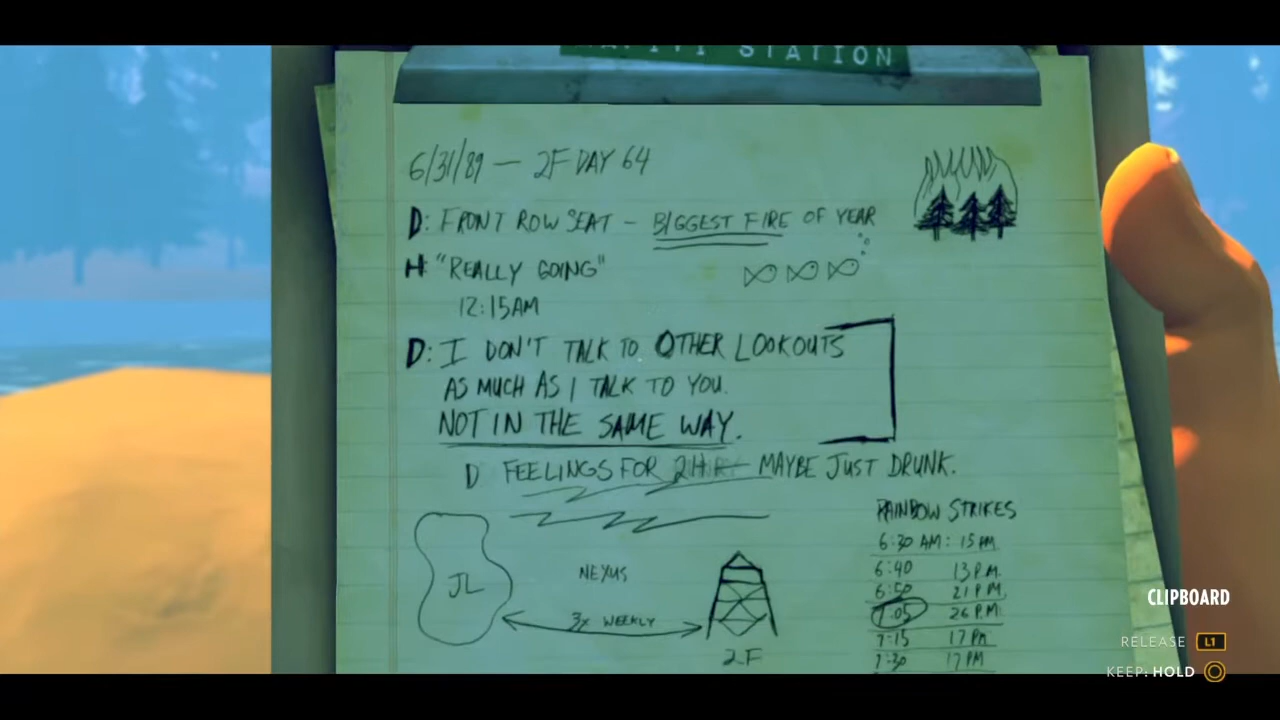 STATION
6/31/89 — 2F DAY 64
D: FRONT ROW SEAT – BIGGEST FIRE OF YEAR
H: "REALLY GOING"
12:15AM
D: I DON'T TALK TO OTHER LOOKOUTS
AS MUCH AS I TALK TO YOU.
NOT IN THE SAME WAY.
D FEELINGS FOR MAYBE JUST DRUNK.
RAINBOW STRIKES
6:30 AM: 15 PM
6:40 13 P.M.
6:50 21 P.M.
7:05 26 P.M.
7:15 17 PM
7:30 17 PM
JL
NEXUS
3x WEEKLY
2F
CLIPBOARD
RELEASE L1
KEEP: HOLD